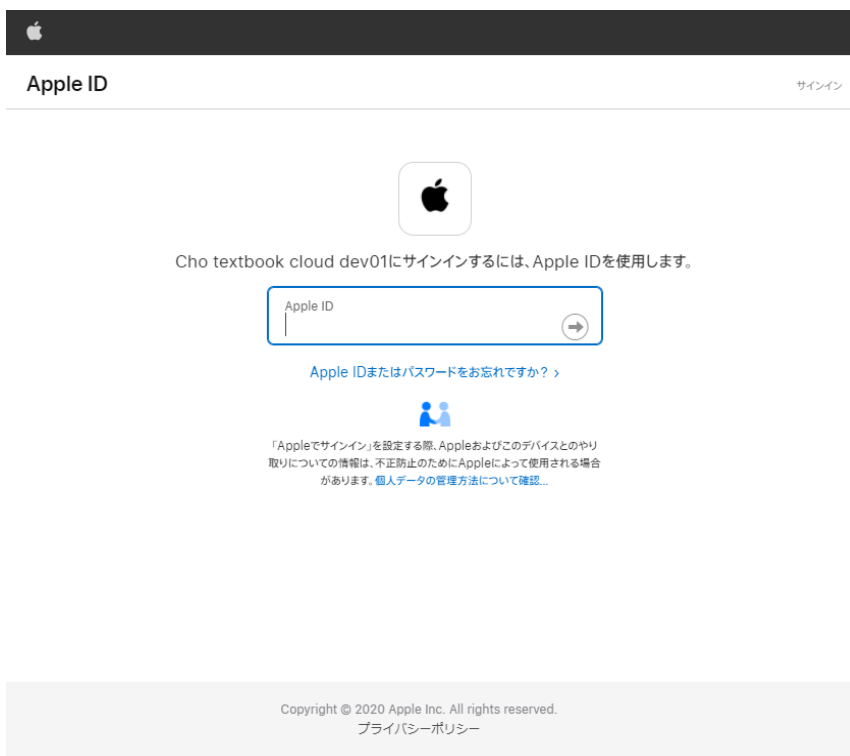 Apple ID
サインイン
Cho textbook cloud dev01にサインインするには、Apple IDを使用します。
Apple ID
Apple IDまたはパスワードをお忘れですか? ›
「Appleでサインイン」を設定する際、Appleおよびこのデバイスとのやり
取りについての情報は、不正防止のためにAppleによって使用される場合
があります。個人データの管理方法について確認...
Copyright © 2020 Apple Inc. All rights reserved.
プライバシーポリシー